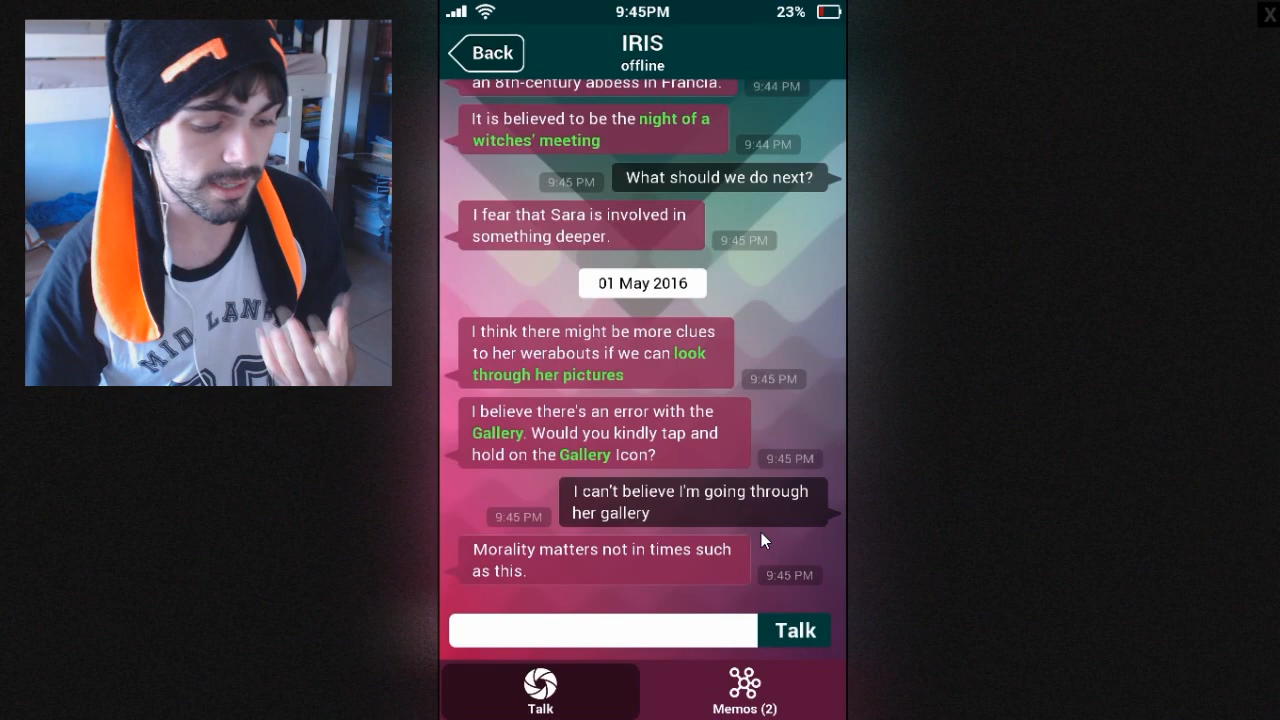 9:45PM
23%
X
Back
IRIS
offline
an 8th-century abbess in Francia.
9:44 PM
It is believed to be the night of a
witches' meeting
9:44 PM
What should we do next?
9:45 PM
I fear that Sara is involved in
something deeper.
9:45 PM
01 May 2016
I think there might be more clues
to her werabouts if we can look
through her pictures
9:45 PM
I believe there's an error with the
Gallery. Would you kindly tap and
hold on the Gallery Icon?
9:45 PM
I can't believe I'm going through
her gallery
9:45 PM
Morality matters not in times such
as this.
9:45 PM
Talk
Talk
Memos (2)
MID LAN